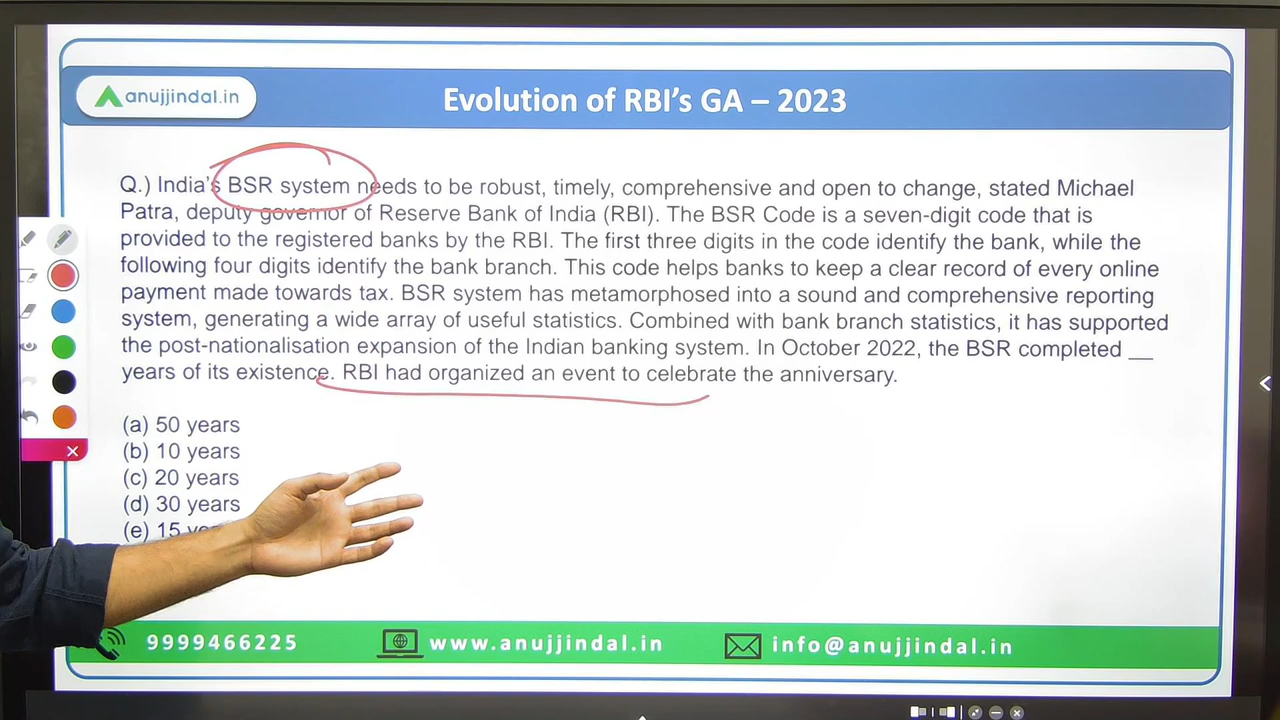 anujjindal.in
Evolution of RBI's GA – 2023
Q.) India's BSR system needs to be robust, timely, comprehensive and open to change, stated Michael
Patra, deputy governor of Reserve Bank of India (RBI). The BSR Code is a seven-digit code that is
provided to the registered banks by the RBI. The first three digits in the code identify the bank, while the
following four digits identify the bank branch. This code helps banks to keep a clear record of every online
payment made towards tax. BSR system has metamorphosed into a sound and comprehensive reporting
system, generating a wide array of useful statistics. Combined with bank branch statistics, it has supported
the post-nationalisation expansion of the Indian banking system. In October 2022, the BSR completed __
years of its existence. RBI had organized an event to celebrate the anniversary.
(a) 50 years
(b) 10 years
(c) 20 years
(d) 30 years
(e) 15
9999466225
www.anujjindal.in
info@anujjindal.in